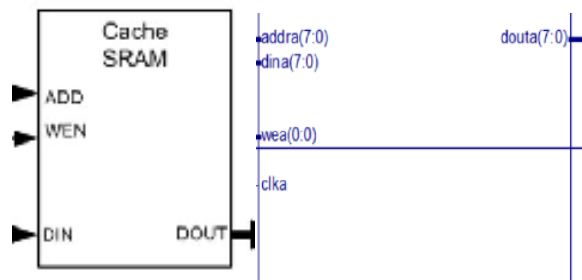 Cache
SRAM
ADD
WEN
DIN
DOUT
addra(7:0)
douta(7:0)
dina(7:0)
wea(0:0)
clka